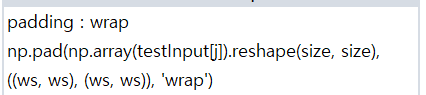 padding : wrap
np.pad(np.array(testInput[j]).reshape(size, size),
((ws, ws), (ws, ws)), 'wrap')